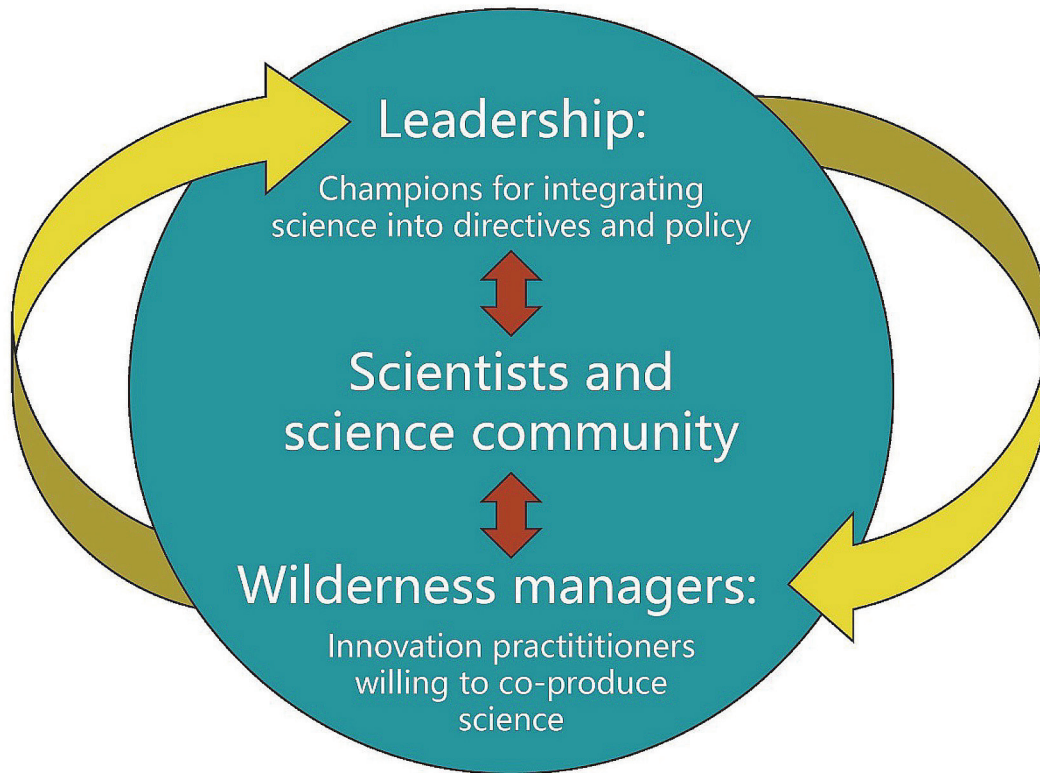 Leadership:
Champions for integrating
science into directives and policy
Scientists and
science community
Wilderness managers:
Innovation practititioners
willing to co-produce
science